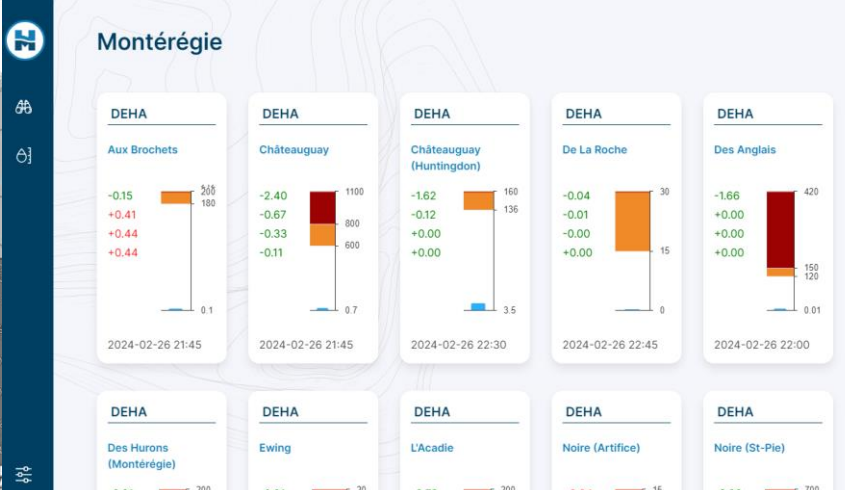 Montérégie
DEHA
Aux Brochets
-0.15
+0.41
+0.44
+0.44
200
180
0.1
2024-02-26 21:45
DEHA
Châteauguay
-2.40
-0.67
-0.33
-0.11
1100
800
600
0.7
2024-02-26 21:45
DEHA
Châteauguay
(Huntingdon)
-1.62
-0.12
+0.00
+0.00
160
136
3.5
2024-02-26 22:30
DEHA
De La Roche
-0.04
-0.01
-0.00
+0.00
30
15
0
2024-02-26 22:45
DEHA
Des Anglais
-1.66
+0.00
+0.00
+0.00
420
150
120
0.01
2024-02-26 22:00
DEHA
Des Hurons
(Montérégie)
200
DEHA
Ewing
20
DEHA
L'Acadie
200
DEHA
Noire (Artifice)
15
DEHA
Noire (St-Pie)
700